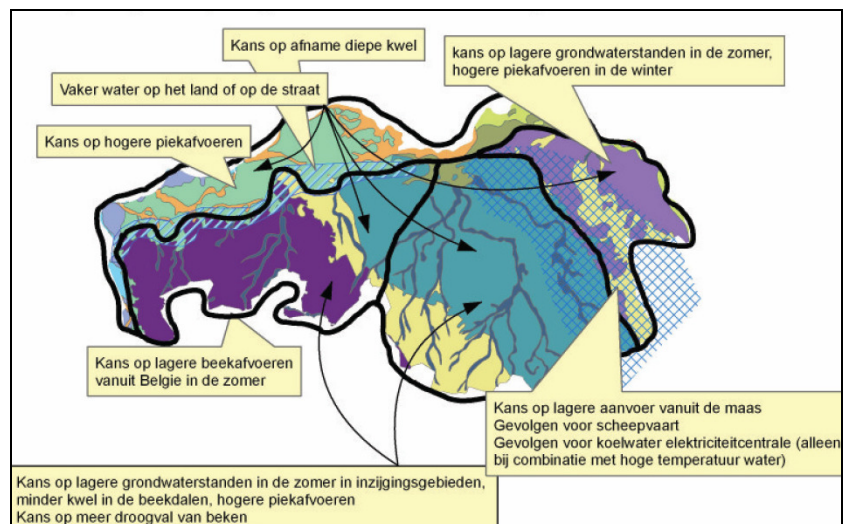 Kans op afname diepe kwel
kans op lagere grondwaterstanden in de zomer,
hogere piekafvoeren in de winter
Vaker water op het land of op de straat
Kans op hogere piekafvoeren
Kans op lagere beekafvoeren
vanuit Belgie in de zomer
Kans op lagere aanvoer vanuit de maas
Gevolgen voor scheepvaart
Gevolgen voor koelwater elektriciteitcentrale (alleen
bij combinatie met hoge temperatuur water)
Kans op lagere grondwaterstanden in de zomer in inzijgingsgebieden,
minder kwel in de beekdalen, hogere piekafvoeren
Kans op meer droogval van beken